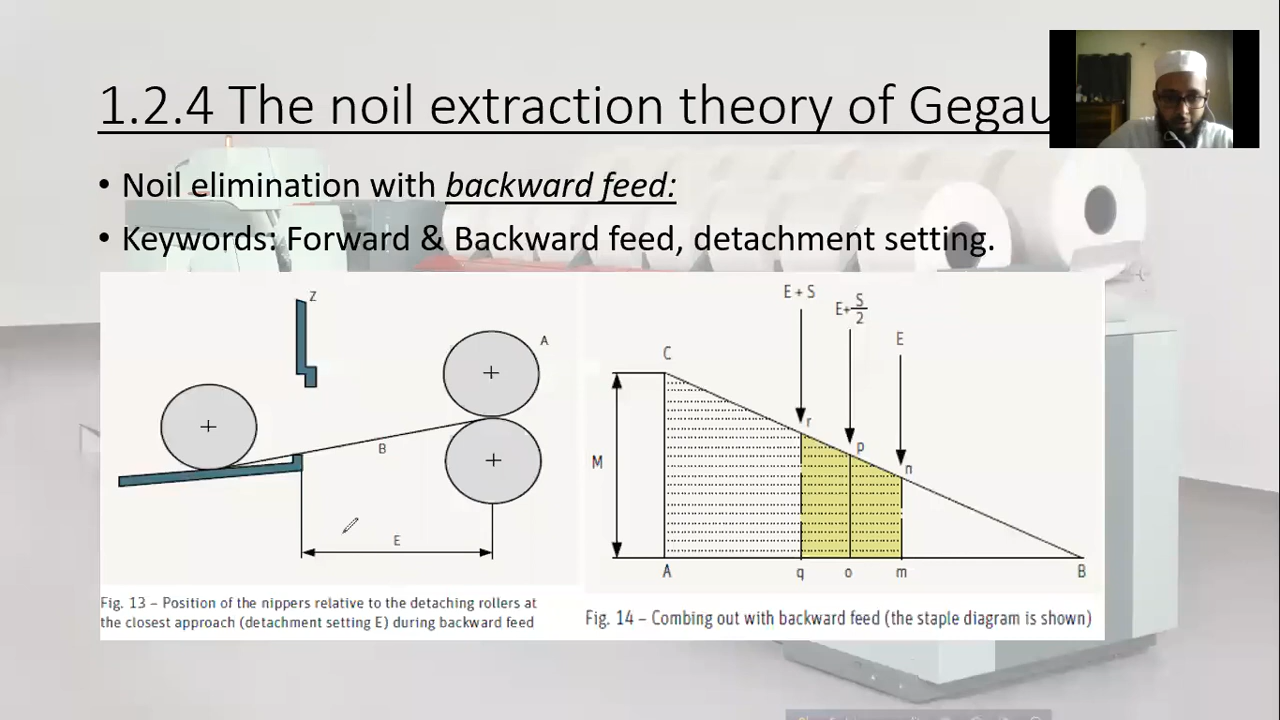 1.2.4 The noil extraction theory of Gegau
• Noil elimination with backward feed:
• Keywords: Forward & Backward feed, detachment setting.
Z
A
B
E
Fig. 13 – Position of the nippers relative to the detaching rollers at
the closest approach (detachment setting E) during backward feed
E + S
E+S/2
E
C
r
p
n
M
A
q
o
m
B
Fig. 14 – Combing out with backward feed (the staple diagram is shown)